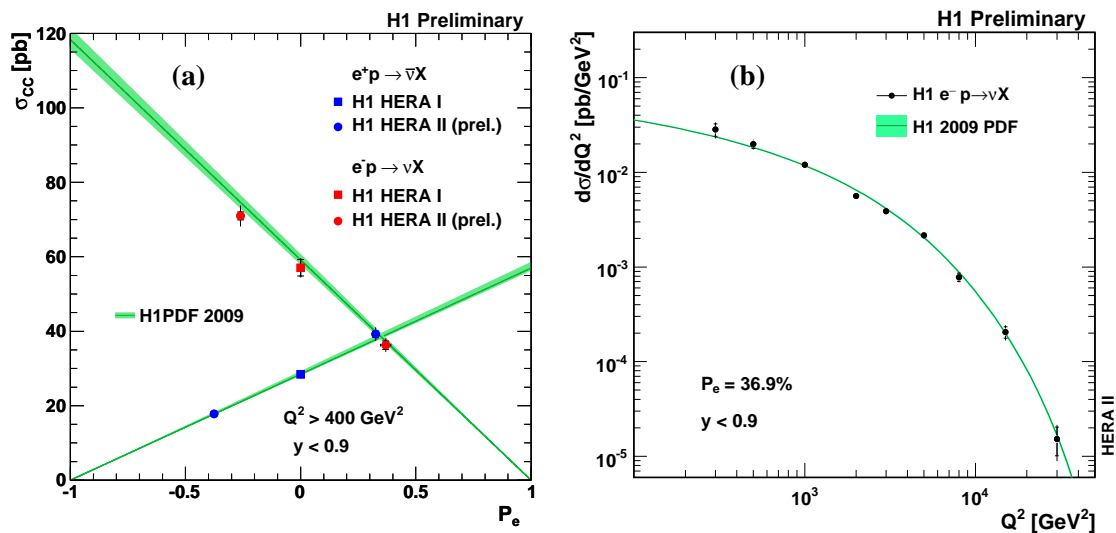 H1 Preliminary
σCC [pb]
120
100
80
60
40
20
0
(a)
e⁺p → ν̅X
H1 HERA I
H1 HERA II (prel.)
e⁻p → νX
H1 HERA I
H1 HERA II (prel.)
H1PDF 2009
Q² > 400 GeV²
y < 0.9
-1 -0.5 0 0.5 1
Pe
H1 Preliminary
dσ/dQ² [pb/GeV²]
10⁻¹
10⁻²
10⁻³
10⁻⁴
10⁻⁵
(b)
H1 e⁻ p→νX
H1 2009 PDF
Pe = 36.9%
y < 0.9
HERA II
10³ 10⁴
Q² [GeV²]